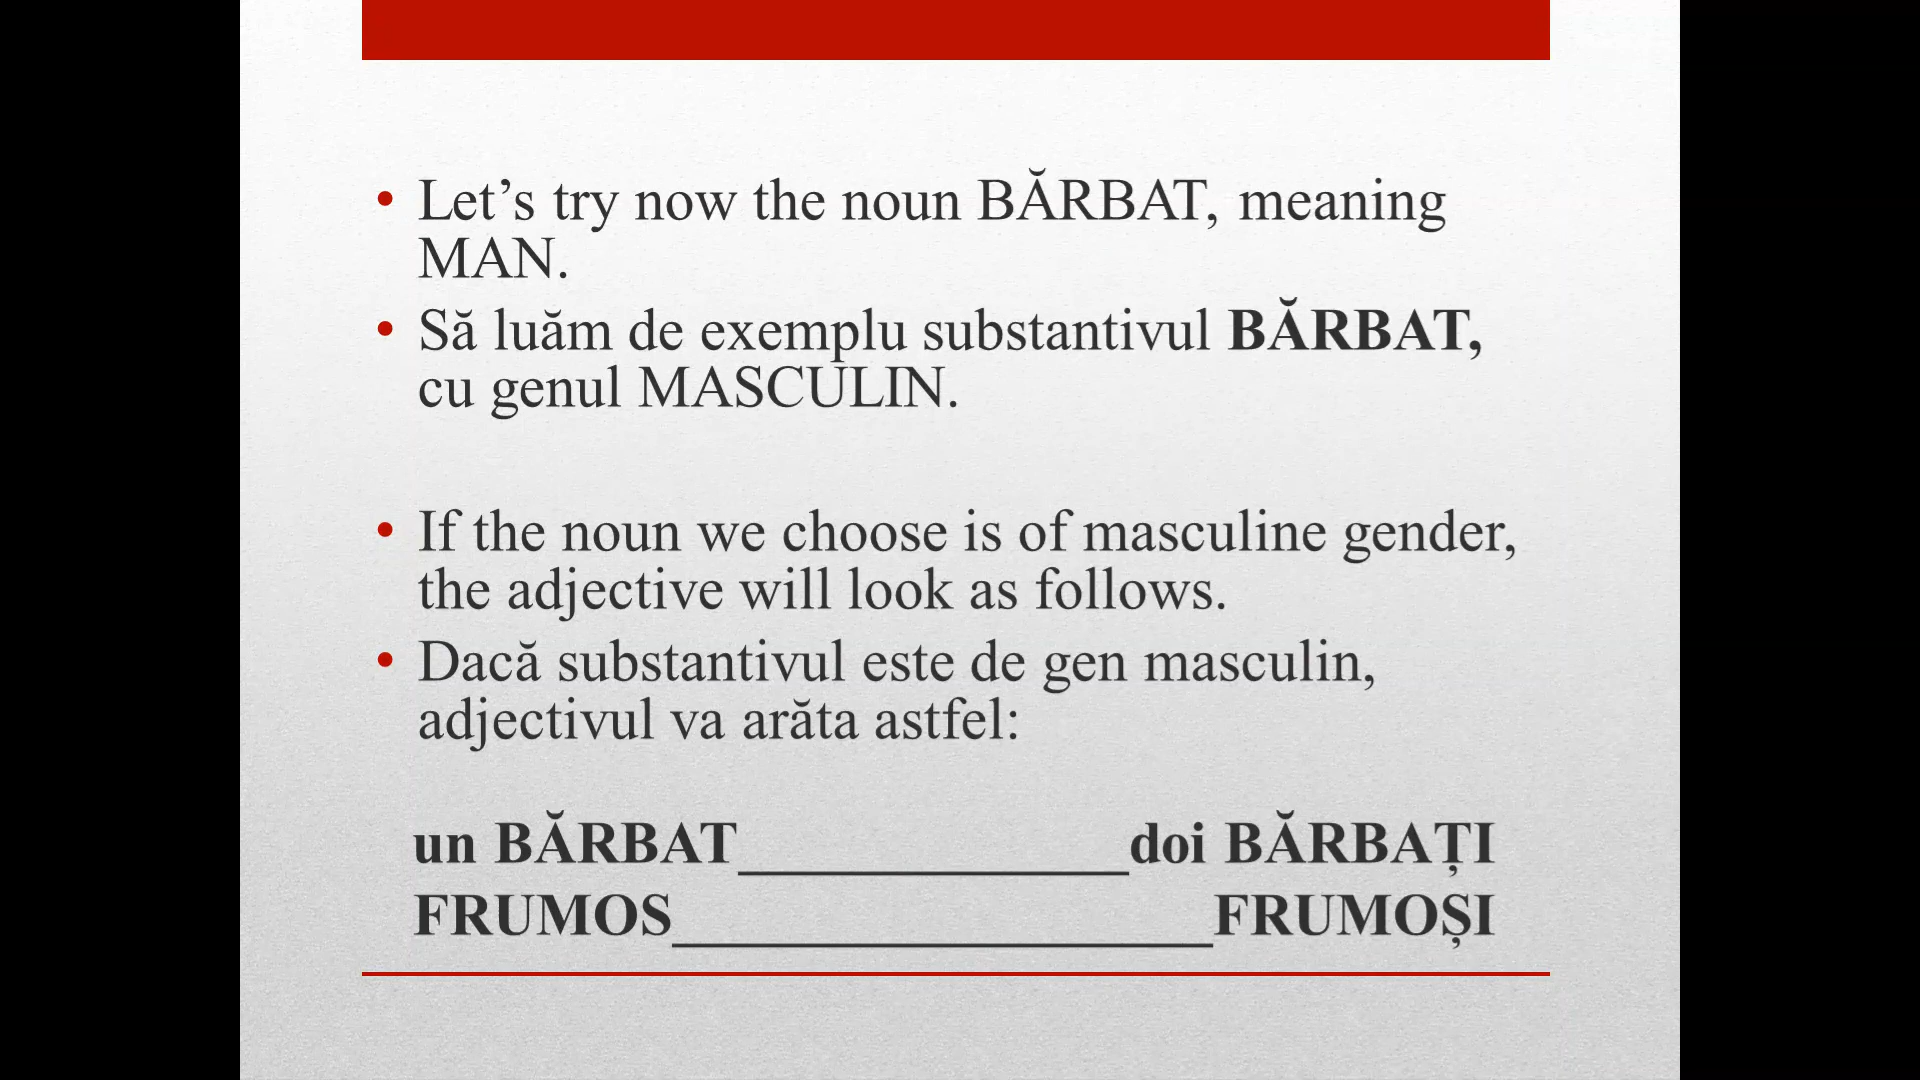 • Let’s try now the noun BĂRBAT, meaning
MAN.
• Să luăm de exemplu substantivul BĂRBAT,
cu genul MASCULIN.
• If the noun we choose is of masculine gender,
the adjective will look as follows.
• Dacă substantivul este de gen masculin,
adjectivul va arăta astfel:
un BĂRBAT_____________doi BĂRBAȚI
FRUMOS__________________FRUMOȘI